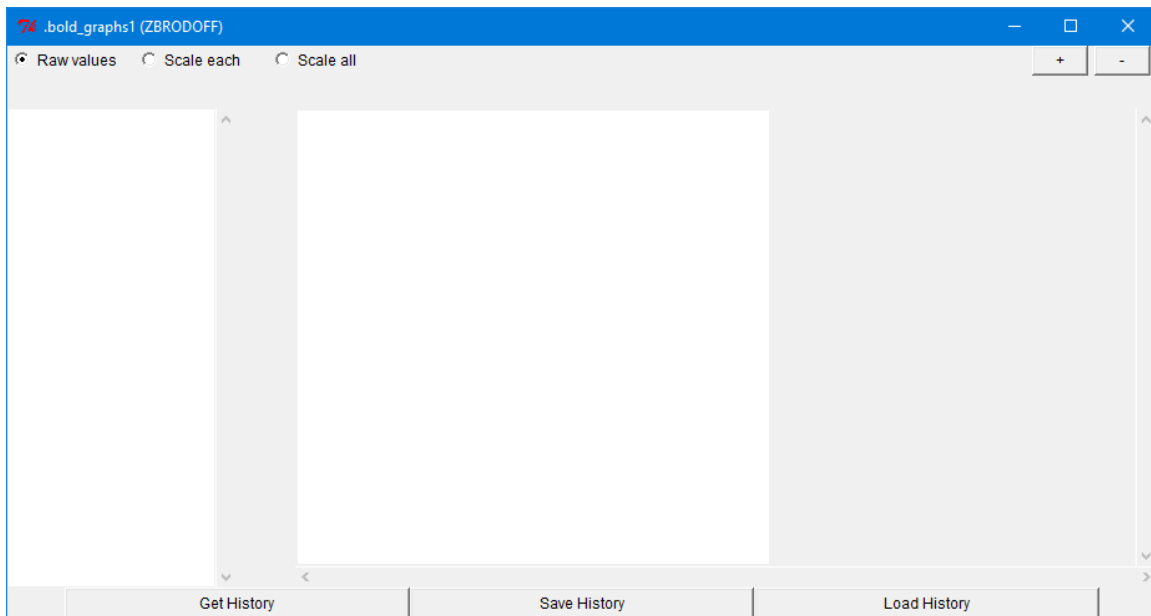 .bold_graphs1 (ZBRODOFF)
Raw values Scale each Scale all + -
Get History Save History Load History